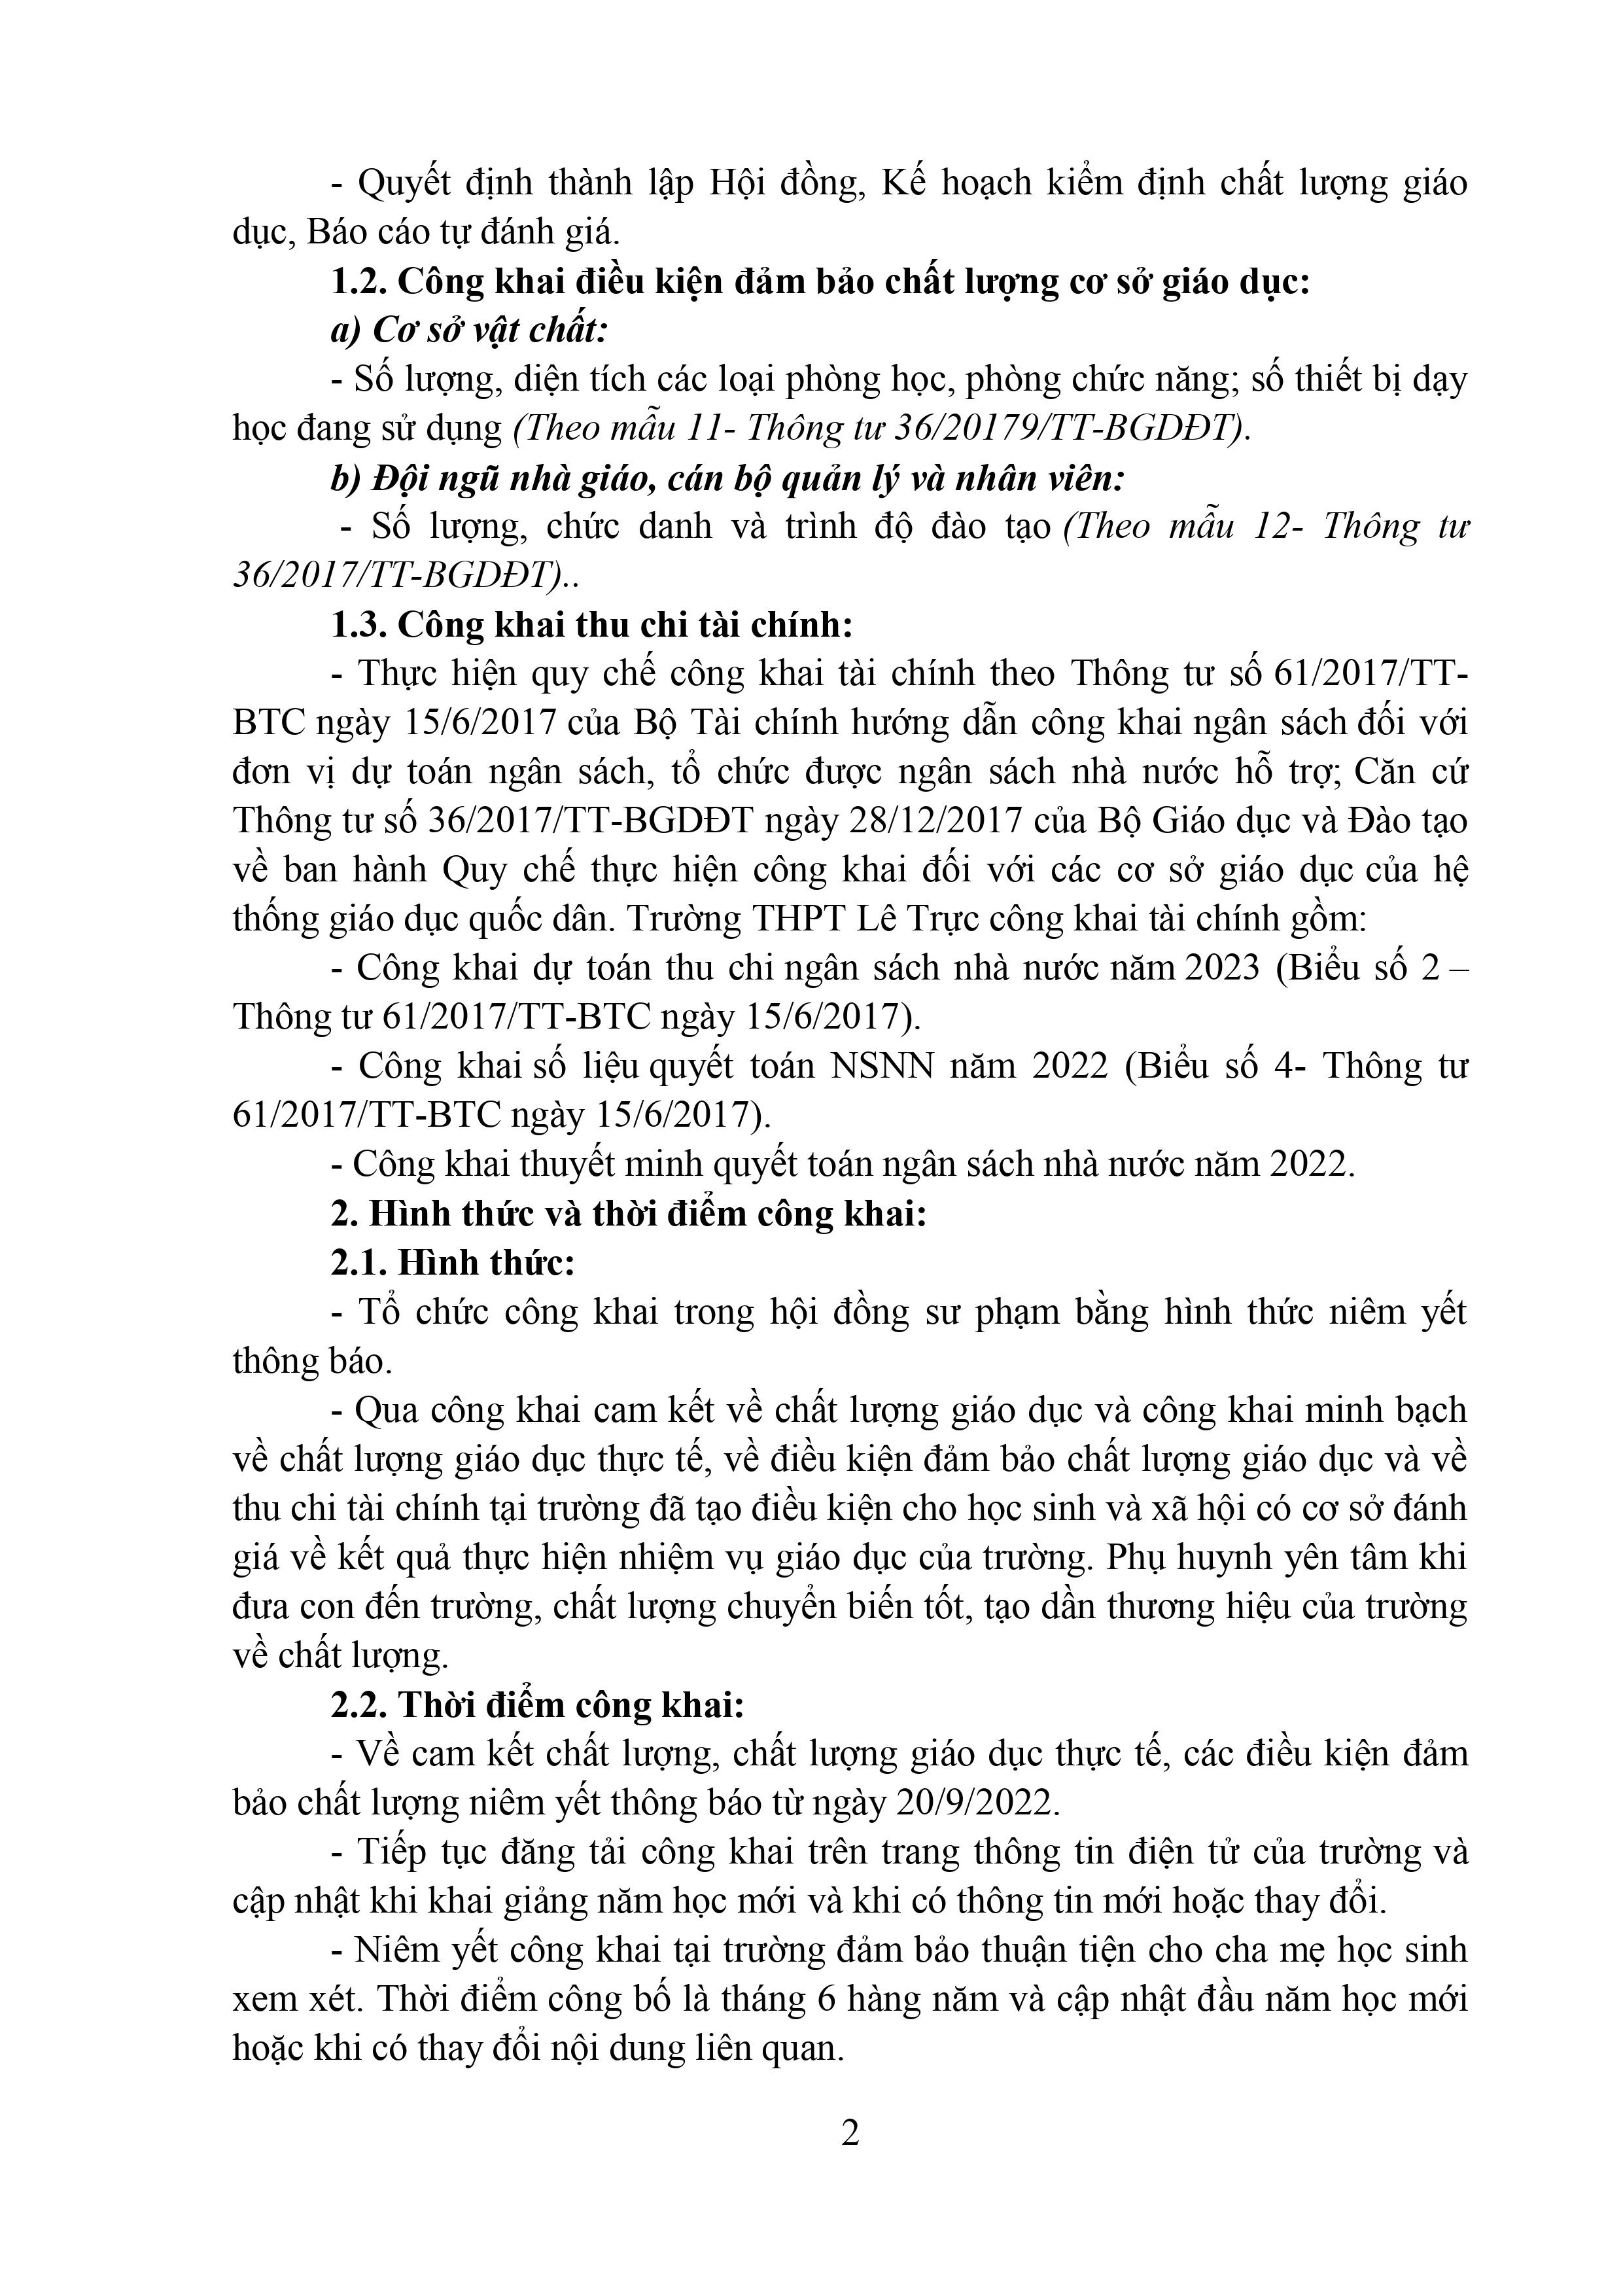 - Quyết định thành lập Hội đồng, Kế hoạch kiểm định chất lượng giáo
dục, Báo cáo tự đánh giá.
1.2. Công khai điều kiện đảm bảo chất lượng cơ sở giáo dục:
a) Cơ sở vật chất:
- Số lượng, diện tích các loại phòng học, phòng chức năng; số thiết bị dạy
học đang sử dụng (Theo mẫu 11- Thông tư 36/20179/TT-BGDĐT).
b) Đội ngũ nhà giáo, cán bộ quản lý và nhân viên:
- Số lượng, chức danh và trình độ đào tạo (Theo mẫu 12- Thông tư
36/2017/TT-BGDĐT)..
1.3. Công khai thu chi tài chính:
- Thực hiện quy chế công khai tài chính theo Thông tư số 61/2017/TT-
BTC ngày 15/6/2017 của Bộ Tài chính hướng dẫn công khai ngân sách đối với
đơn vị dự toán ngân sách, tổ chức được ngân sách nhà nước hỗ trợ; Căn cứ
Thông tư số 36/2017/TT-BGDĐT ngày 28/12/2017 của Bộ Giáo dục và Đào tạo
về ban hành Quy chế thực hiện công khai đối với các cơ sở giáo dục của hệ
thống giáo dục quốc dân. Trường THPT Lê Trực công khai tài chính gồm:
- Công khai dự toán thu chi ngân sách nhà nước năm 2023 (Biểu số 2 –
Thông tư 61/2017/TT-BTC ngày 15/6/2017).
- Công khai số liệu quyết toán NSNN năm 2022 (Biểu số 4- Thông tư
61/2017/TT-BTC ngày 15/6/2017).
- Công khai thuyết minh quyết toán ngân sách nhà nước năm 2022.
2. Hình thức và thời điểm công khai:
2.1. Hình thức:
- Tổ chức công khai trong hội đồng sư phạm bằng hình thức niêm yết
thông báo.
- Qua công khai cam kết về chất lượng giáo dục và công khai minh bạch
về chất lượng giáo dục thực tế, về điều kiện đảm bảo chất lượng giáo dục và về
thu chi tài chính tại trường đã tạo điều kiện cho học sinh và xã hội có cơ sở đánh
giá về kết quả thực hiện nhiệm vụ giáo dục của trường. Phụ huynh yên tâm khi
đưa con đến trường, chất lượng chuyển biến tốt, tạo dần thương hiệu của trường
về chất lượng.
2.2. Thời điểm công khai:
- Về cam kết chất lượng, chất lượng giáo dục thực tế, các điều kiện đảm
bảo chất lượng niêm yết thông báo từ ngày 20/9/2022.
- Tiếp tục đăng tải công khai trên trang thông tin điện tử của trường và
cập nhật khi khai giảng năm học mới và khi có thông tin mới hoặc thay đổi.
- Niêm yết công khai tại trường đảm bảo thuận tiện cho cha mẹ học sinh
xem xét. Thời điểm công bố là tháng 6 hàng năm và cập nhật đầu năm học mới
hoặc khi có thay đổi nội dung liên quan.
2